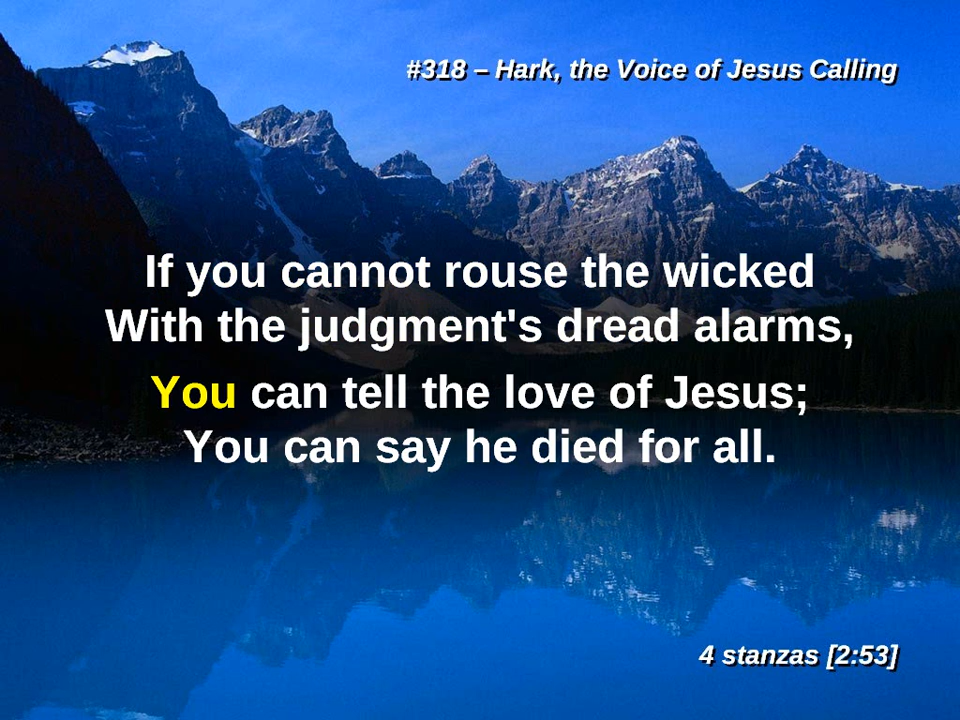 #318 – Hark, the Voice of Jesus Calling
If you cannot rouse the wicked
With the judgment's dread alarms,
You can tell the love of Jesus;
You can say he died for all.
4 stanzas [2:53]